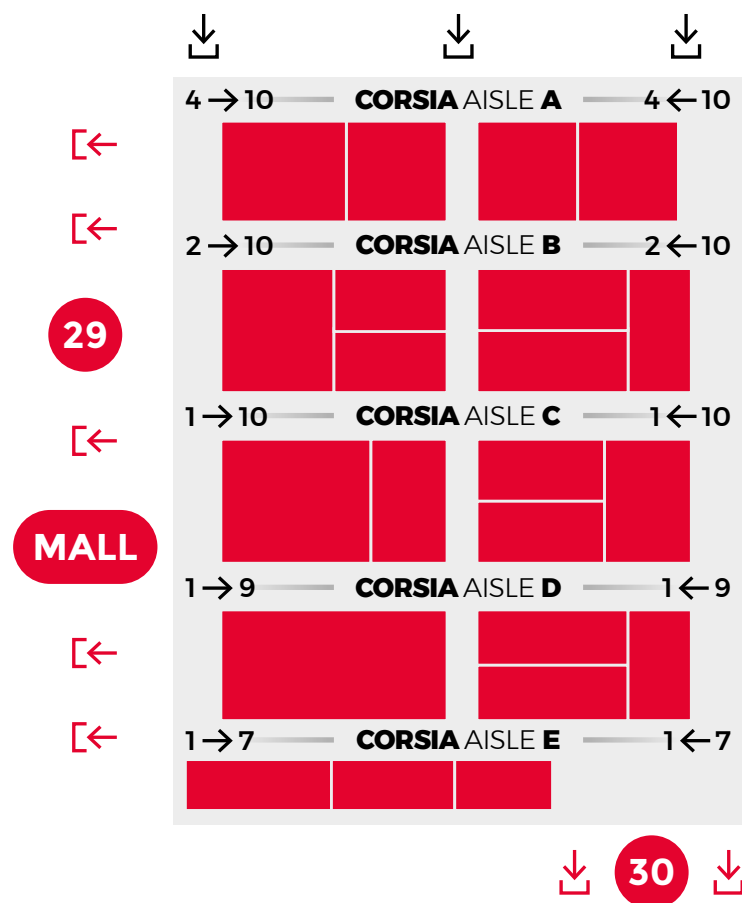 4 → 10 CORSIA AISLE A 4 ← 10
2 → 10 CORSIA AISLE B 2 ← 10
29
1 → 10 CORSIA AISLE C 1 ← 10
MALL
1 → 9 CORSIA AISLE D 1 ← 9
1 → 7 CORSIA AISLE E 1 ← 7
30